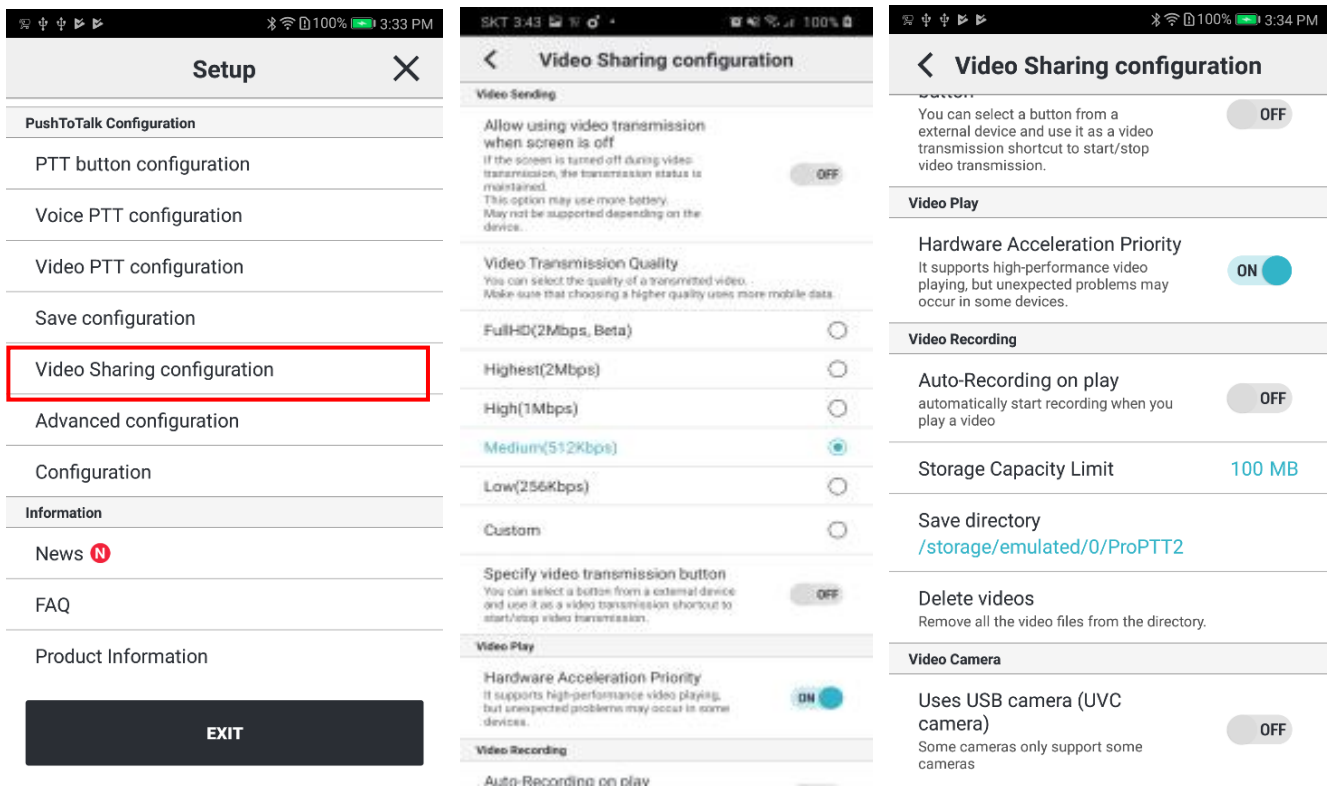 100% 3:33 PM
Setup
PushToTalk Configuration
PTT button configuration
Voice PTT configuration
Video PTT configuration
Save configuration
Video Sharing configuration
Advanced configuration
Configuration
Information
News N
FAQ
Product Information
EXIT
SKT 3:43 100%
Video Sharing configuration
Video Sending
Allow using video transmission
when screen is off
If the screen is turned off during video
transmission, the transmission status is
maintained.
This option may use more battery.
May not be supported depending on the
device.
OFF
Video Transmission Quality
You can select the quality of a transmitted video.
Make sure that choosing a higher quality uses more mobile data.
FullHD(2Mbps, Beta)
Highest(2Mbps)
High(1Mbps)
Medium(512Kbps)
Low(256Kbps)
Custom
Specify video transmission button
You can select a button from a external device
and use it as a video transmission shortcut to
start/stop video transmission.
OFF
Video Play
Hardware Acceleration Priority
It supports high-performance video playing,
but unexpected problems may occur in some
devices.
ON
Video Recording
Auto-Recording on play
100% 3:34 PM
Video Sharing configuration
button
You can select a button from a
external device and use it as a video
transmission shortcut to start/stop
video transmission.
OFF
Video Play
Hardware Acceleration Priority
It supports high-performance video
playing, but unexpected problems may
occur in some devices.
ON
Video Recording
Auto-Recording on play
automatically start recording when you
play a video
OFF
Storage Capacity Limit 100 MB
Save directory
/storage/emulated/0/ProPTT2
Delete videos
Remove all the video files from the directory.
Video Camera
Uses USB camera (UVC
camera)
Some cameras only support some
cameras
OFF